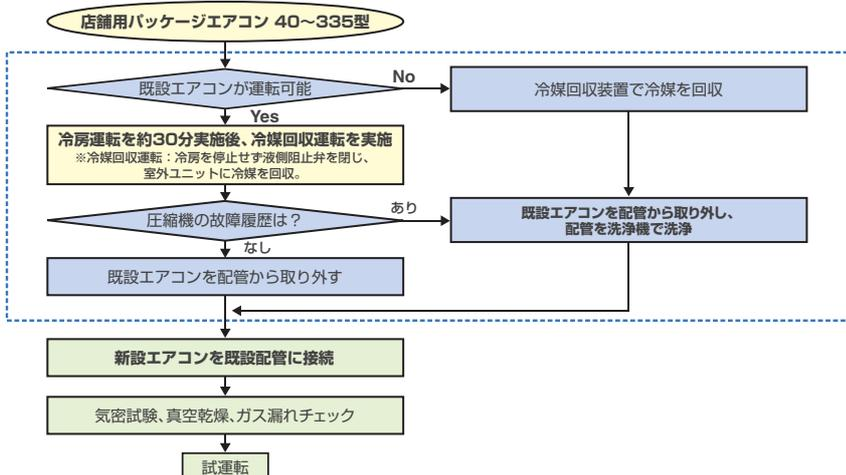 店舗用パッケージエアコン 40〜335型
既設エアコンが運転可能
No
冷媒回収装置で冷媒を回収
Yes
冷房運転を約30分実施後、冷媒回収運転を実施
※冷媒回収運転：冷房を停止せず液側阻止弁を閉じ、
室外ユニットに冷媒を回収。
圧縮機の故障履歴は？
あり
既設エアコンを配管から取り外し、
配管を洗浄機で洗浄
なし
既設エアコンを配管から取り外す
新設エアコンを既設配管に接続
気密試験、真空乾燥、ガス漏れチェック
試運転